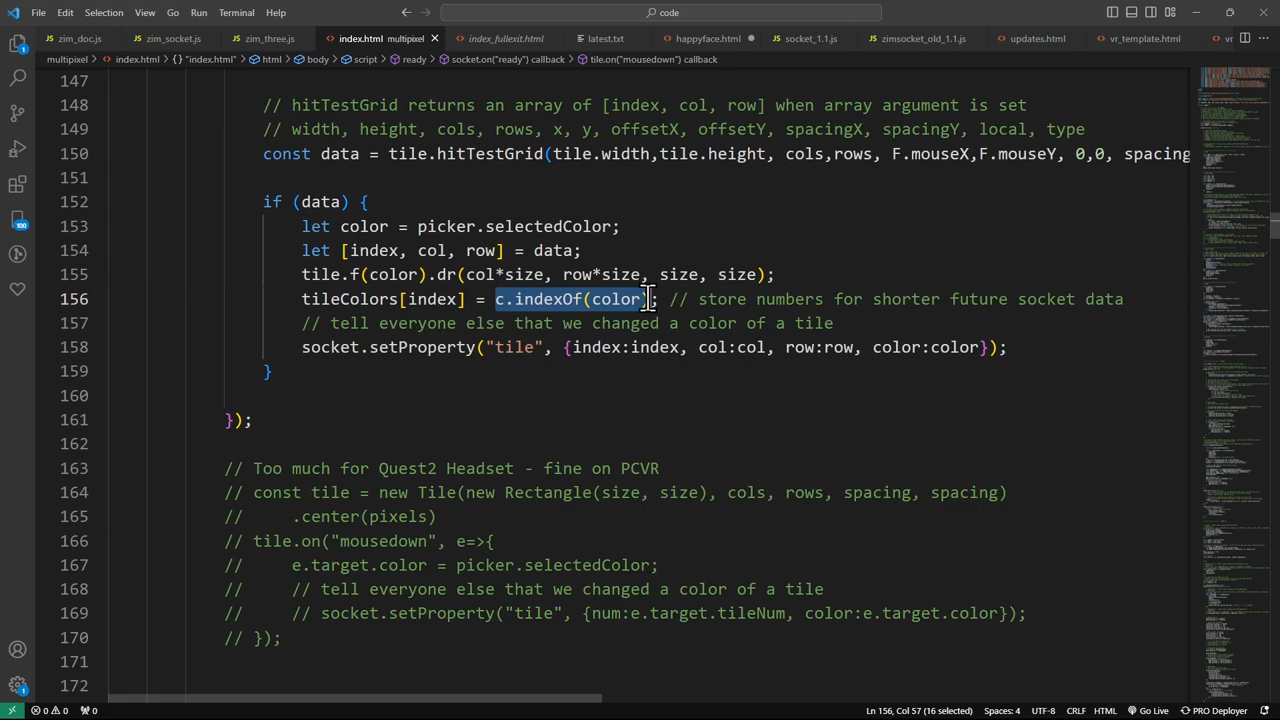 File Edit Selection View Go Run Terminal Help
code
zim_doc.js zim_socket.js zim_three.js index.html multipixel index_fullexit.html latest.txt happyface.html socket_1.1.js zimsocket_old_1.1.js updates.html vr_template.html vr
multipixel > index.html > {} "index.html" > html > body > script > ready > socket.on("ready") callback > tile.on("mousedown") callback
147
148 // hitTestGrid returns an array of [index, col, row] when array argument is set
149 // width, height, cols, rows, x, y, offsetX, offsetY, spacingX, spacingY, local, type
150 const data = tile.hitTestGrid(tile.width,tile.height, cols,rows, F.mouseX,F.mouseY, 0,0, spacing
151
152 if (data) {
153 let color = picker.selectedColor;
154 let [index, col, row] = data;
155 tile.f(color).dr(col*size, row*size, size, size);
156 tileColors[index] = c.indexOf(color); // store numbers for shorter future socket data
157 // tell everyone else that we changed a color of a tile
158 socket.setProperty("tile", {index:index, col:col, row:row, color:color});
159 }
160
161 });
162
163 // Too much for Quest2 Headset - fine on PCVR
164 // const tile = new Tile(new Rectangle(size, size), cols, rows, spacing, spacing)
165 // .center(pixels)
166 // tile.on("mousedown", e=>{
167 // e.target.color = picker.selectedColor;
168 // // tell everyone else that we changed a color of a tile
169 // // socket.setProperty("tile", {num:e.target.tileNum, color:e.target.color});
170 // });
171
172
1
100
1
0 0 0 Ln 156, Col 57 (16 selected) Spaces: 4 UTF-8 CRLF HTML Go Live PRO Deployer